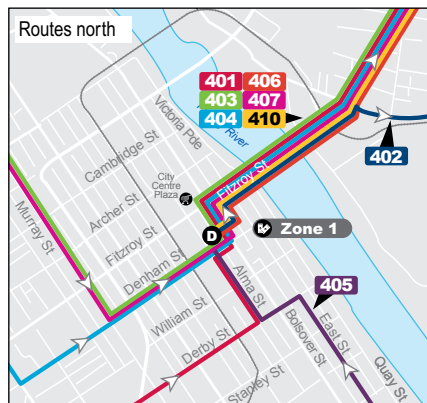 Routes north
401 406
403 407
404 410
River
Victoria Pde
Cambridge St
402
City
Centre
Plaza
Fitzroy St
Archer St
Murray St
Fitzroy St
D
Zone 1
Denham St
Alma St
405
William St
Bolsover St
East St
Derby St
Quay St
Stanley St